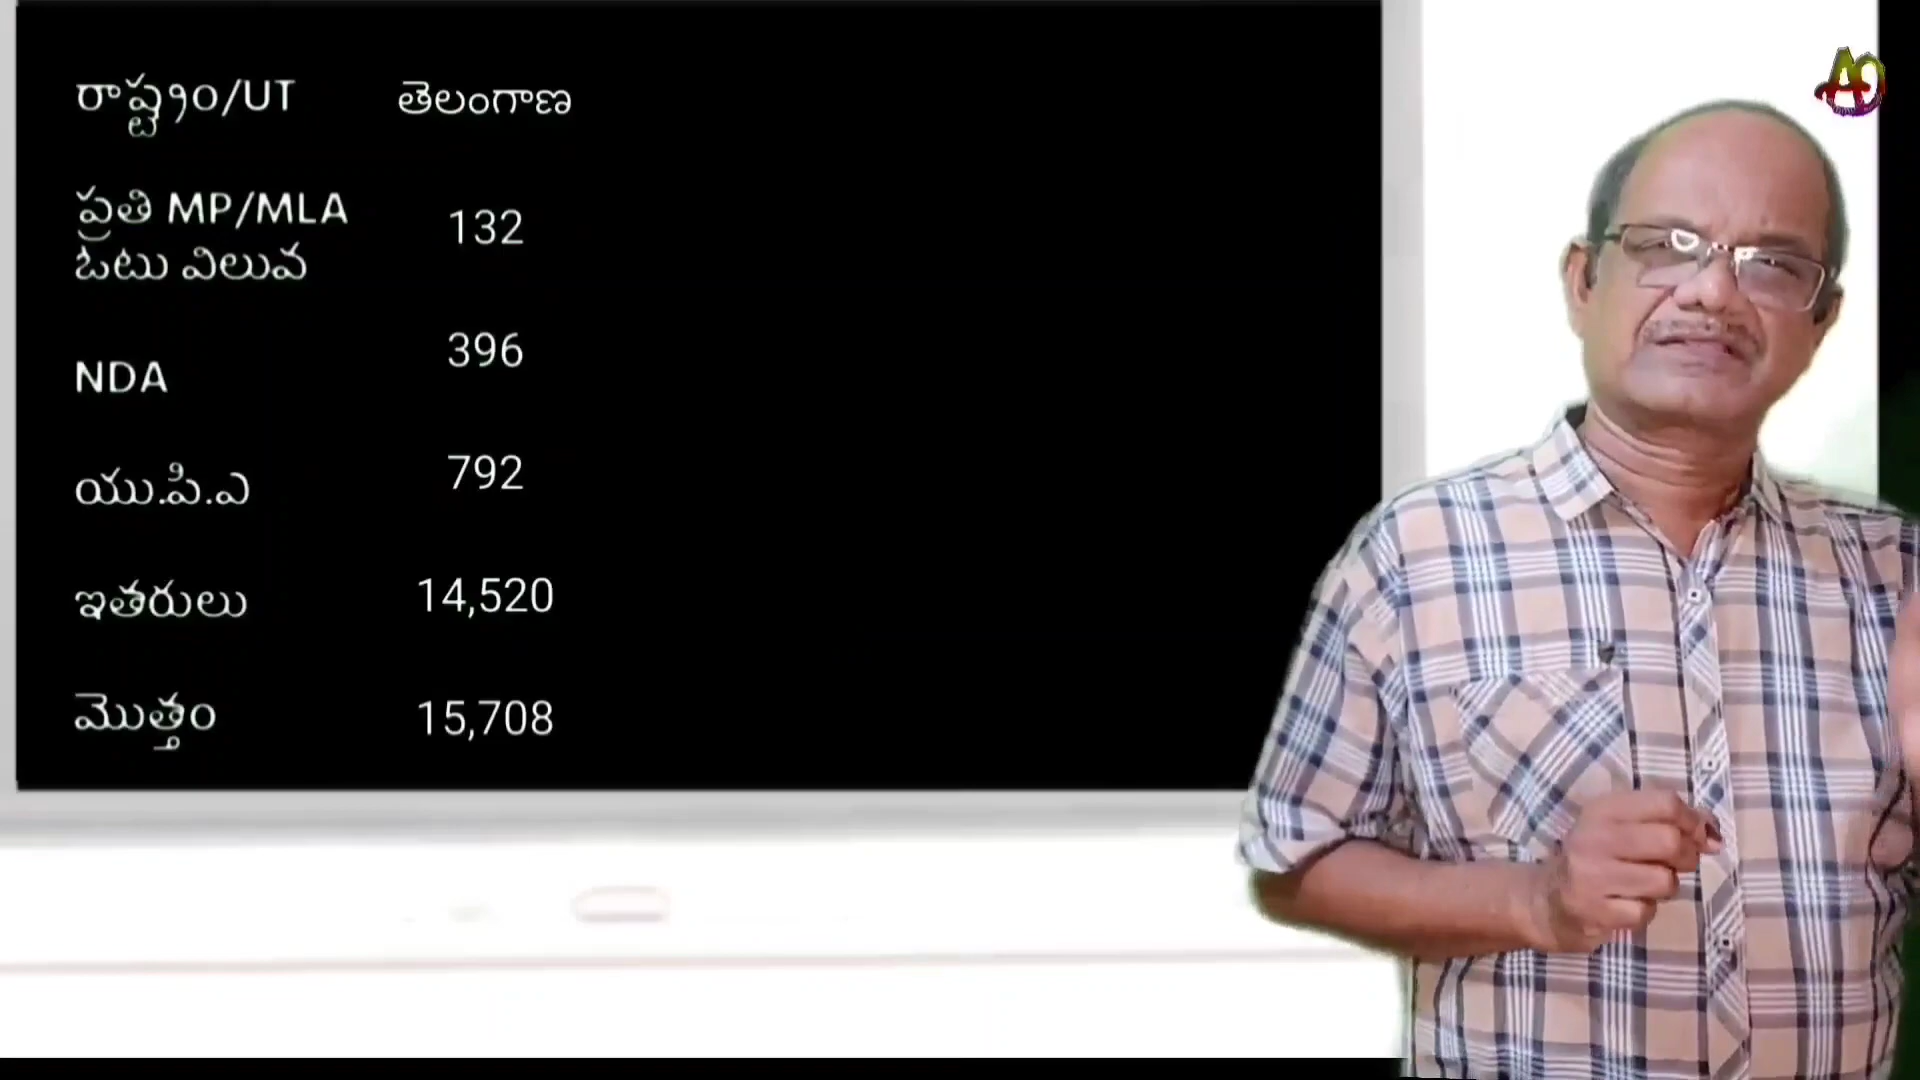 రాష్ట్రం/UT తెలంగాణ
ప్రతి MP/MLA
ఓటు విలువ 132
NDA 396
యు.పి.ఎ 792
ఇతరులు 14,520
మొత్తం 15,708